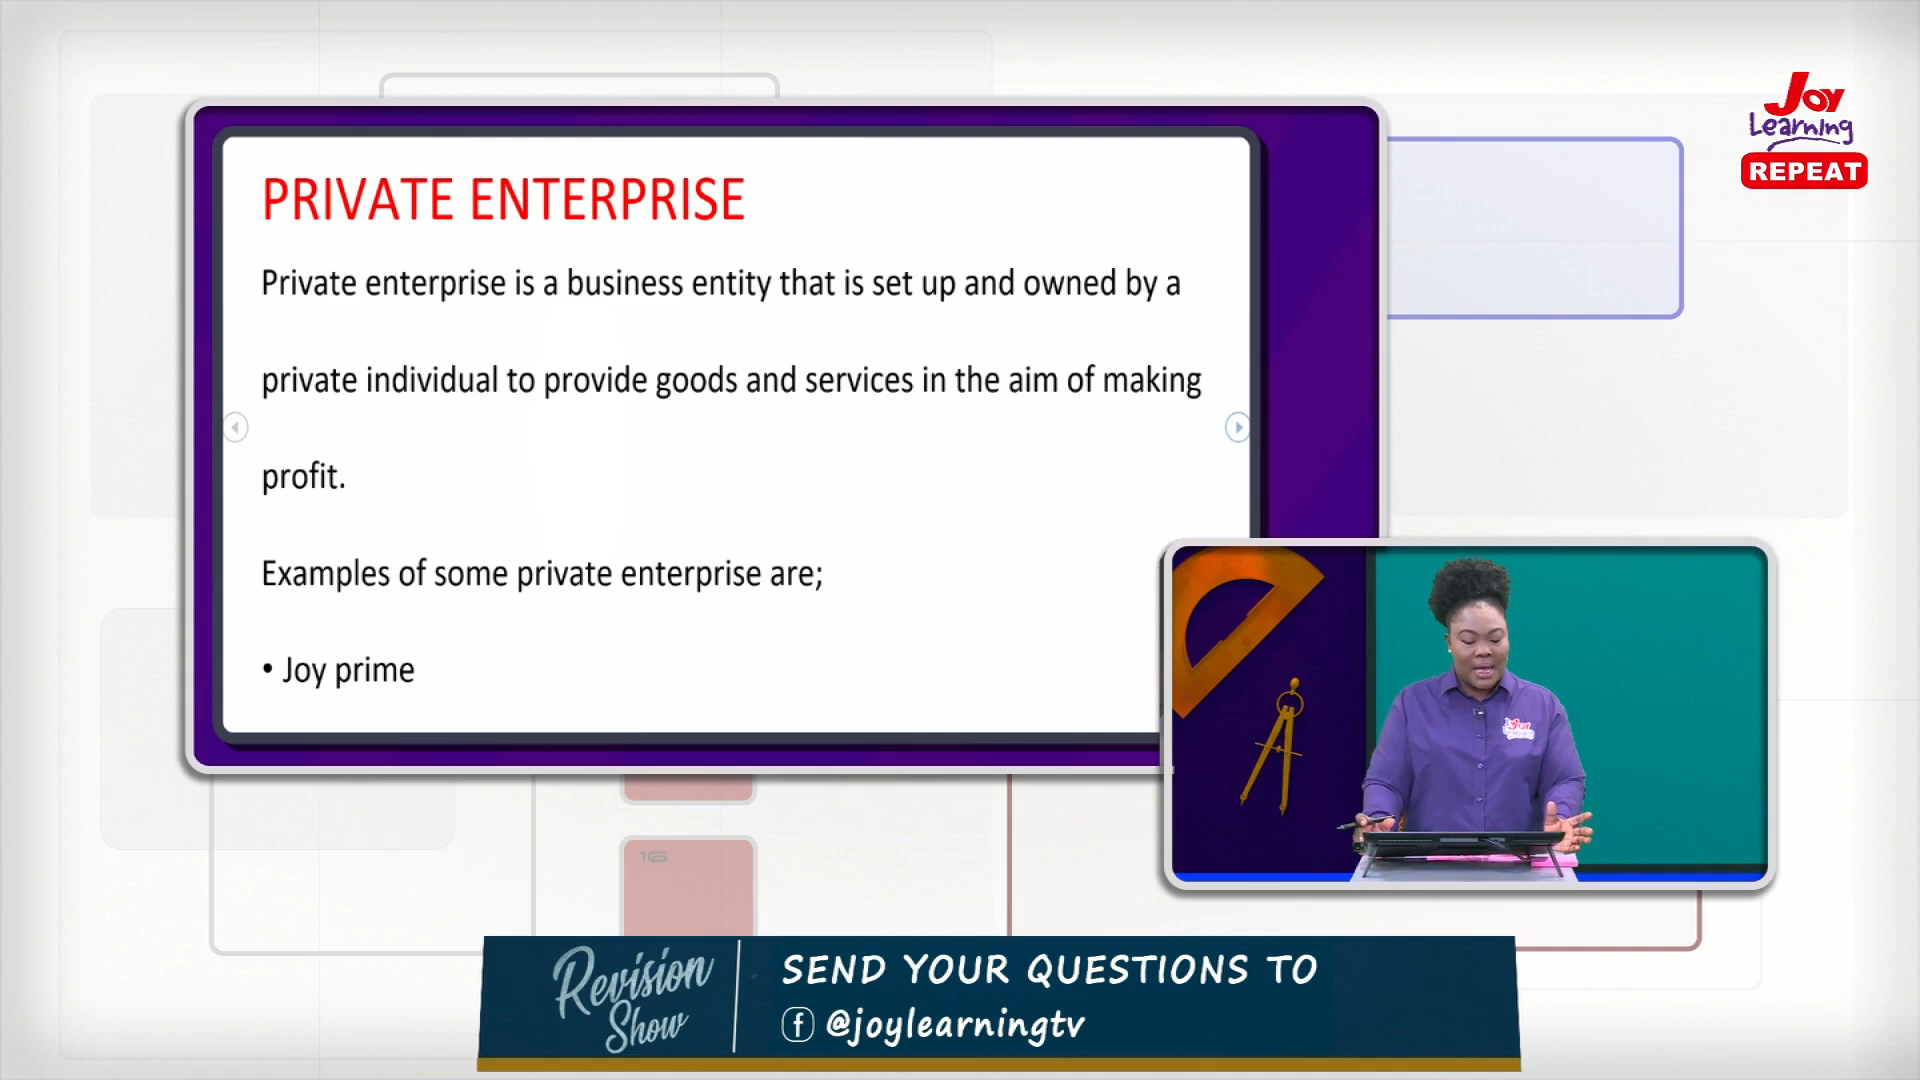 Joy
Learning
REPEAT
PRIVATE ENTERPRISE
Private enterprise is a business entity that is set up and owned by a
private individual to provide goods and services in the aim of making
profit.
Examples of some private enterprise are;
• Joy prime
16
Revision
Show
SEND YOUR QUESTIONS TO
@joylearningtv